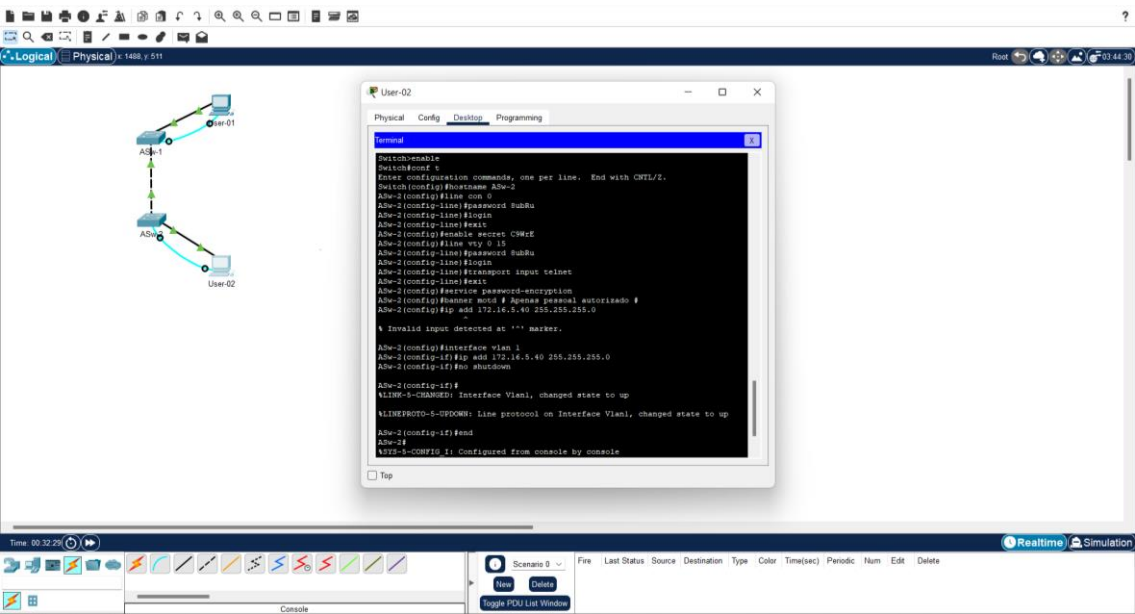 ?
Logical
Physical
x: 1488, y: 511
Root
03:44:30
User-01
ASw-1
ASw-2
User-02
User-02
Physical
Config
Desktop
Programming
Terminal
X
Switch>enable
Switch#conf t
Enter configuration commands, one per line.  End with CNTL/Z.
Switch(config)#hostname ASw-2
ASw-2(config)#line con 0
ASw-2(config-line)#password 8ubRu
ASw-2(config-line)#login
ASw-2(config-line)#exit
ASw-2(config)#enable secret C9WrE
ASw-2(config)#line vty 0 15
ASw-2(config-line)#password 8ubRu
ASw-2(config-line)#login
ASw-2(config-line)#transport input telnet
ASw-2(config-line)#exit
ASw-2(config)#service password-encryption
ASw-2(config)#banner motd # Apenas pessoal autorizado #
ASw-2(config)#ip add 172.16.5.40 255.255.255.0
^
% Invalid input detected at '^' marker.
ASw-2(config)#interface vlan 1
ASw-2(config-if)#ip add 172.16.5.40 255.255.255.0
ASw-2(config-if)#no shutdown
ASw-2(config-if)#
%LINK-5-CHANGED: Interface Vlan1, changed state to up
%LINEPROTO-5-UPDOWN: Line protocol on Interface Vlan1, changed state to up
ASw-2(config-if)#end
ASw-2#
%SYS-5-CONFIG_I: Configured from console by console
Top
Time: 00:32:29
Realtime
Simulation
Scenario 0
New
Delete
Toggle PDU List Window
Fire Last Status Source Destination Type Color Time(sec) Periodic Num Edit Delete
Console